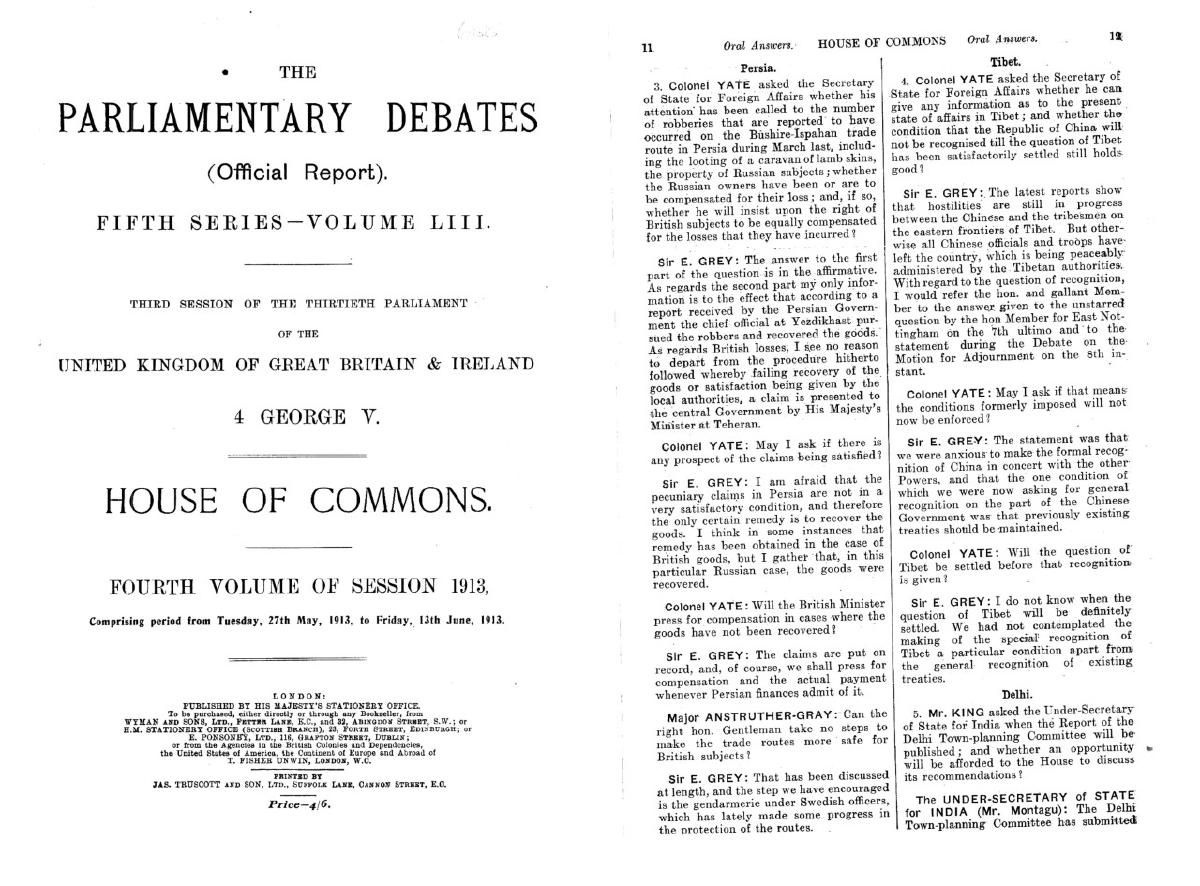 THE
PARLIAMENTARY DEBATES
(Official Report).
FIFTH SERIES—VOLUME LIII.
THIRD SESSION OF THE THIRTIETH PARLIAMENT
OF THE
UNITED KINGDOM OF GREAT BRITAIN & IRELAND
4 GEORGE V.
HOUSE OF COMMONS.
FOURTH VOLUME OF SESSION 1913,
Comprising period from Tuesday, 27th May, 1913, to Friday, 13th June, 1913.
LONDON:
PUBLISHED BY HIS MAJESTY'S STATIONERY OFFICE.
To be purchased, either directly or through any Bookseller, from
WYMAN AND SONS, LTD., FETTER LANE, E.C., and 32, ABINGDON STREET, S.W.; or
H.M. STATIONERY OFFICE (SCOTTISH BRANCH), 23, FORTH STREET, EDINBURGH; or
E. PONSONBY, LTD., 116, GRAFTON STREET, DUBLIN;
or from the Agencies in the British Colonies and Dependencies,
the United States of America, the Continent of Europe and Abroad of
T. FISHER UNWIN, LONDON, W.C.
PRINTED BY
JAS. TRUSCOTT AND SON, LTD., SUFFOLK LANE, CANNON STREET, E.C.
Price—4/6.
11 Oral Answers. HOUSE OF COMMONS Oral Answers. 12
Persia.
3. Colonel YATE asked the Secretary
of State for Foreign Affairs whether his
attention has been called to the number
of robberies that are reported to have
occurred on the Bushire-Ispahan trade
route in Persia during March last, includ-
ing the looting of a caravan of lamb skins,
the property of Russian subjects; whether
the Russian owners have been or are to
be compensated for their loss; and, if so,
whether he will insist upon the right of
British subjects to be equally compensated
for the losses that they have incurred?
Sir E. GREY: The answer to the first
part of the question is in the affirmative.
As regards the second part my only infor-
mation is to the effect that according to a
report received by the Persian Govern-
ment the chief official at Yezdikhast pur-
sued the robbers and recovered the goods.
As regards British losses, I see no reason
to depart from the procedure hitherto
followed whereby failing recovery of the
goods or satisfaction being given by the
local authorities, a claim is presented to
the central Government by His Majesty's
Minister at Teheran.
Colonel YATE: May I ask if there is
any prospect of the claims being satisfied?
Sir E. GREY: I am afraid that the
pecuniary claims in Persia are not in a
very satisfactory condition, and therefore
the only certain remedy is to recover the
goods. I think in some instances that
remedy has been obtained in the case of
British goods, but I gather that, in this
particular Russian case, the goods were
recovered.
Colonel YATE: Will the British Minister
press for compensation in cases where the
goods have not been recovered?
Sir E. GREY: The claims are put on
record, and, of course, we shall press for
compensation and the actual payment
whenever Persian finances admit of it.
Major ANSTRUTHER-GRAY: Can the
right hon. Gentleman take no steps to
make the trade routes more safe for
British subjects?
Sir E. GREY: That has been discussed
at length, and the step we have encouraged
is the gendarmerie under Swedish officers,
which has lately made some progress in
the protection of the routes.
Tibet.
4. Colonel YATE asked the Secretary of
State for Foreign Affairs whether he can
give any information as to the present
state of affairs in Tibet; and whether the
condition that the Republic of China will
not be recognised till the question of Tibet
has been satisfactorily settled still holds
good?
Sir E. GREY: The latest reports show
that hostilities are still in progress
between the Chinese and the tribesmen on
the eastern frontiers of Tibet. But other-
wise all Chinese officials and troops have
left the country, which is being peaceably
administered by the Tibetan authorities.
With regard to the question of recognition,
I would refer the hon. and gallant Mem-
ber to the answer given to the unstarred
question by the hon Member for East Not-
tingham on the 7th ultimo and to the
statement during the Debate on the
Motion for Adjournment on the 8th in-
stant.
Colonel YATE: May I ask if that means
the conditions formerly imposed will not
now be enforced?
Sir E. GREY: The statement was that
we were anxious to make the formal recog-
nition of China in concert with the other
Powers, and that the one condition of
which we were now asking for general
recognition on the part of the Chinese
Government was that previously existing
treaties should be maintained.
Colonel YATE: Will the question of
Tibet be settled before that recognition
is given?
Sir E. GREY: I do not know when the
question of Tibet will be definitely
settled. We had not contemplated the
making of the special recognition of
Tibet a particular condition apart from
the general recognition of existing
treaties.
Delhi.
5. Mr. KING asked the Under-Secretary
of State for India when the Report of the
Delhi Town-planning Committee will be
published; and whether an opportunity
will be afforded to the House to discuss
its recommendations?
The UNDER-SECRETARY of STATE
for INDIA (Mr. Montagu): The Delhi
Town-planning Committee has submitted